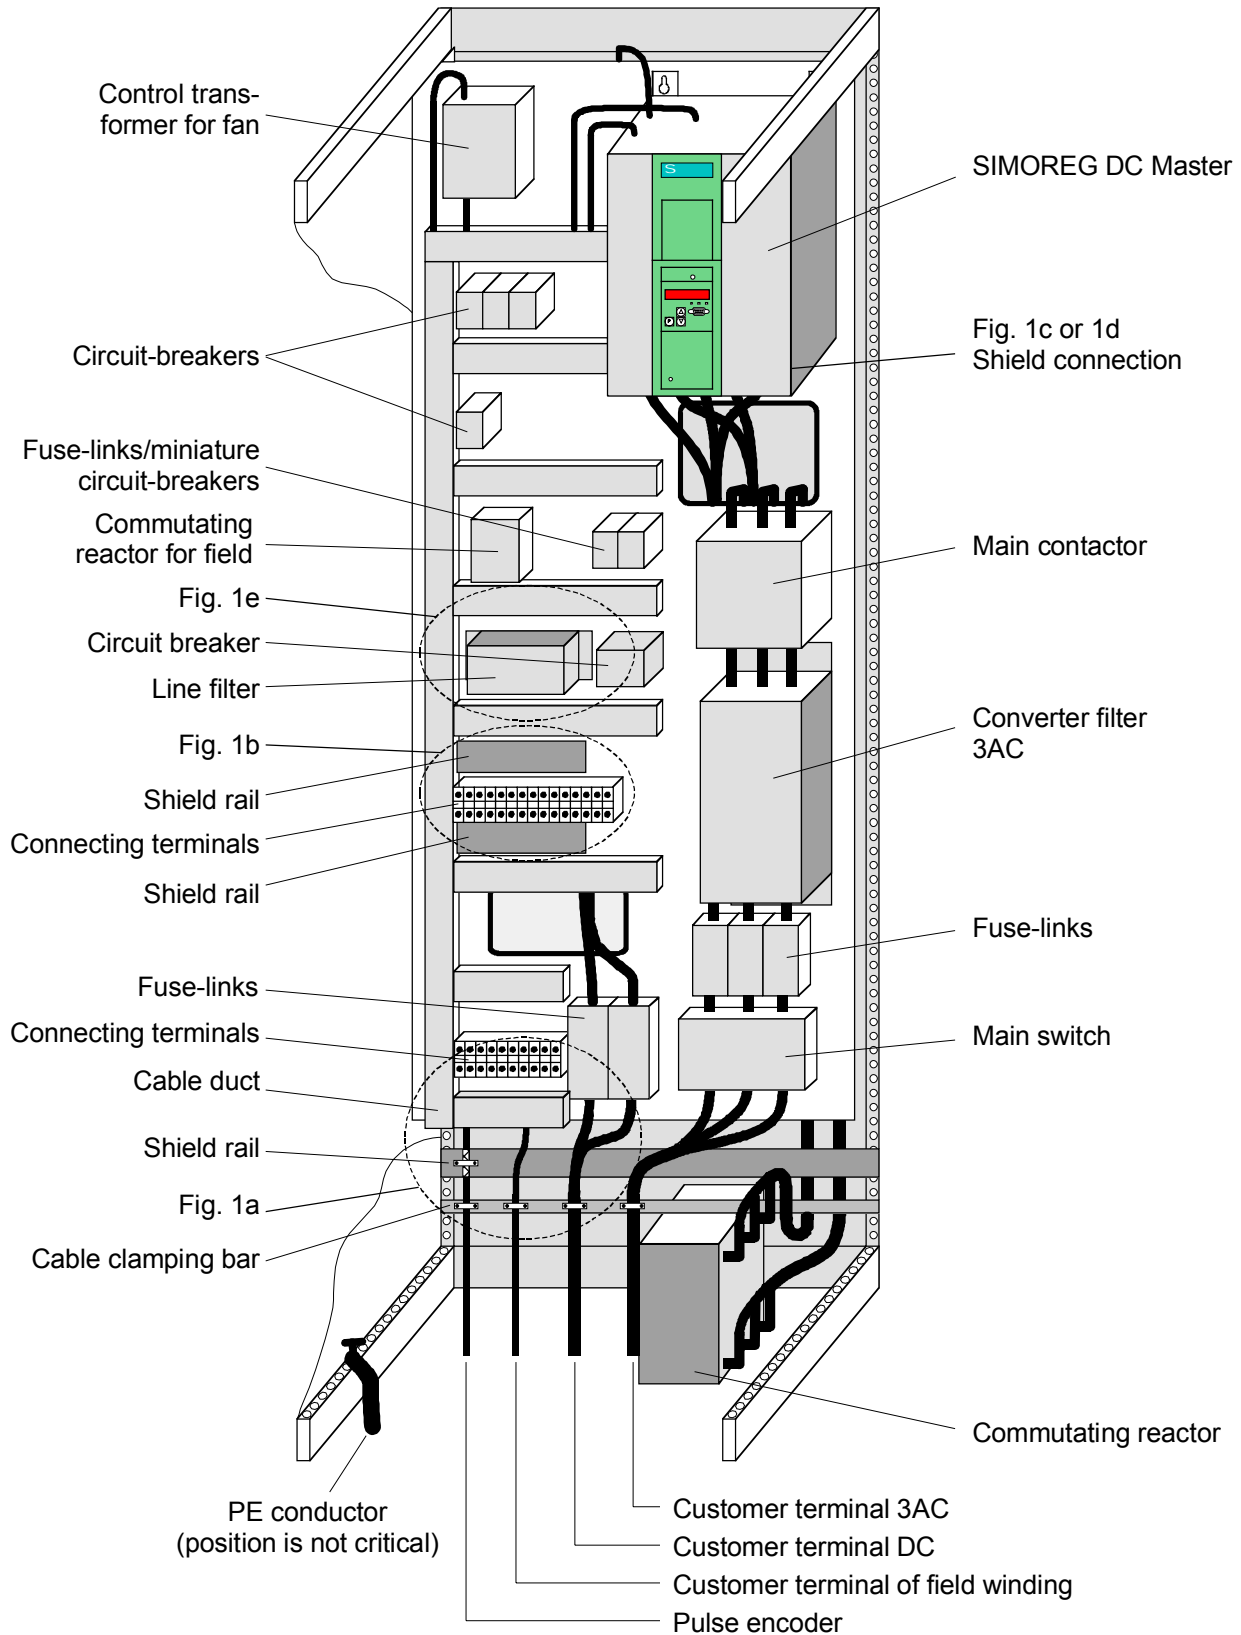 Control trans-
former for fan
SIMOREG DC Master
S
Fig. 1c or 1d
Shield connection
Circuit-breakers
P
Fuse-links/miniature
circuit-breakers
Commutating
reactor for field
Main contactor
Fig. 1e
Circuit breaker
Line filter
Converter filter
3AC
Fig. 1b
Shield rail
Connecting terminals
Shield rail
Fuse-links
Fuse-links
Connecting terminals
Main switch
Cable duct
Shield rail
Fig. 1a
Cable clamping bar
Commutating reactor
PE conductor
(position is not critical)
Customer terminal 3AC
Customer terminal DC
Customer terminal of field winding
Pulse encoder